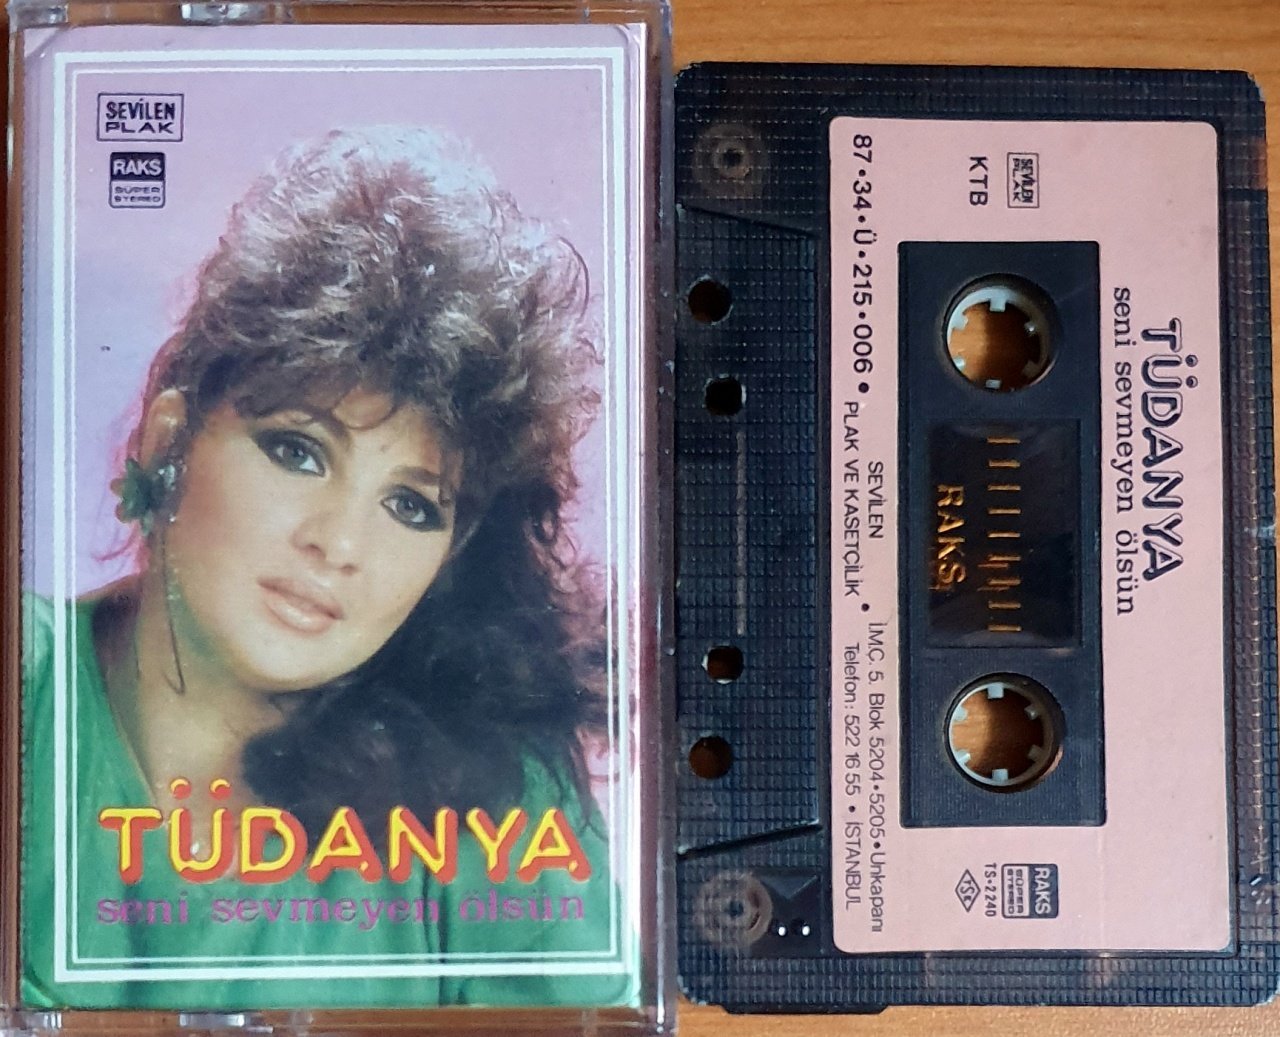 SEVİLEN
PLAK
RAKS
SÜPER
STEREO
TÜDANYA
seni sevmeyen ölsün
SEVİLEN
PLAK
KTB
TÜDANYA
seni sevmeyen ölsün
RAKS
RAKS
SÜPER
STEREO
TS•2240
TSE
87•34•Ü•215•006•
SEVİLEN
PLAK VE KASETÇİLİK
•
İ.M.Ç. 5. Blok 5204•5205•Unkapanı
Telefon: 522 16 55 • İSTANBUL